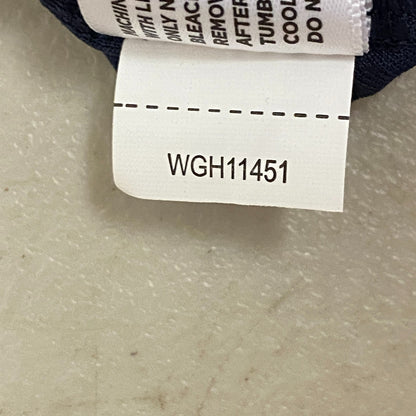 MACHIN
WITH LI
ONLY N
BLEAC
REMOV
AFTER
TUMB
COOL
DO N
WGH11451